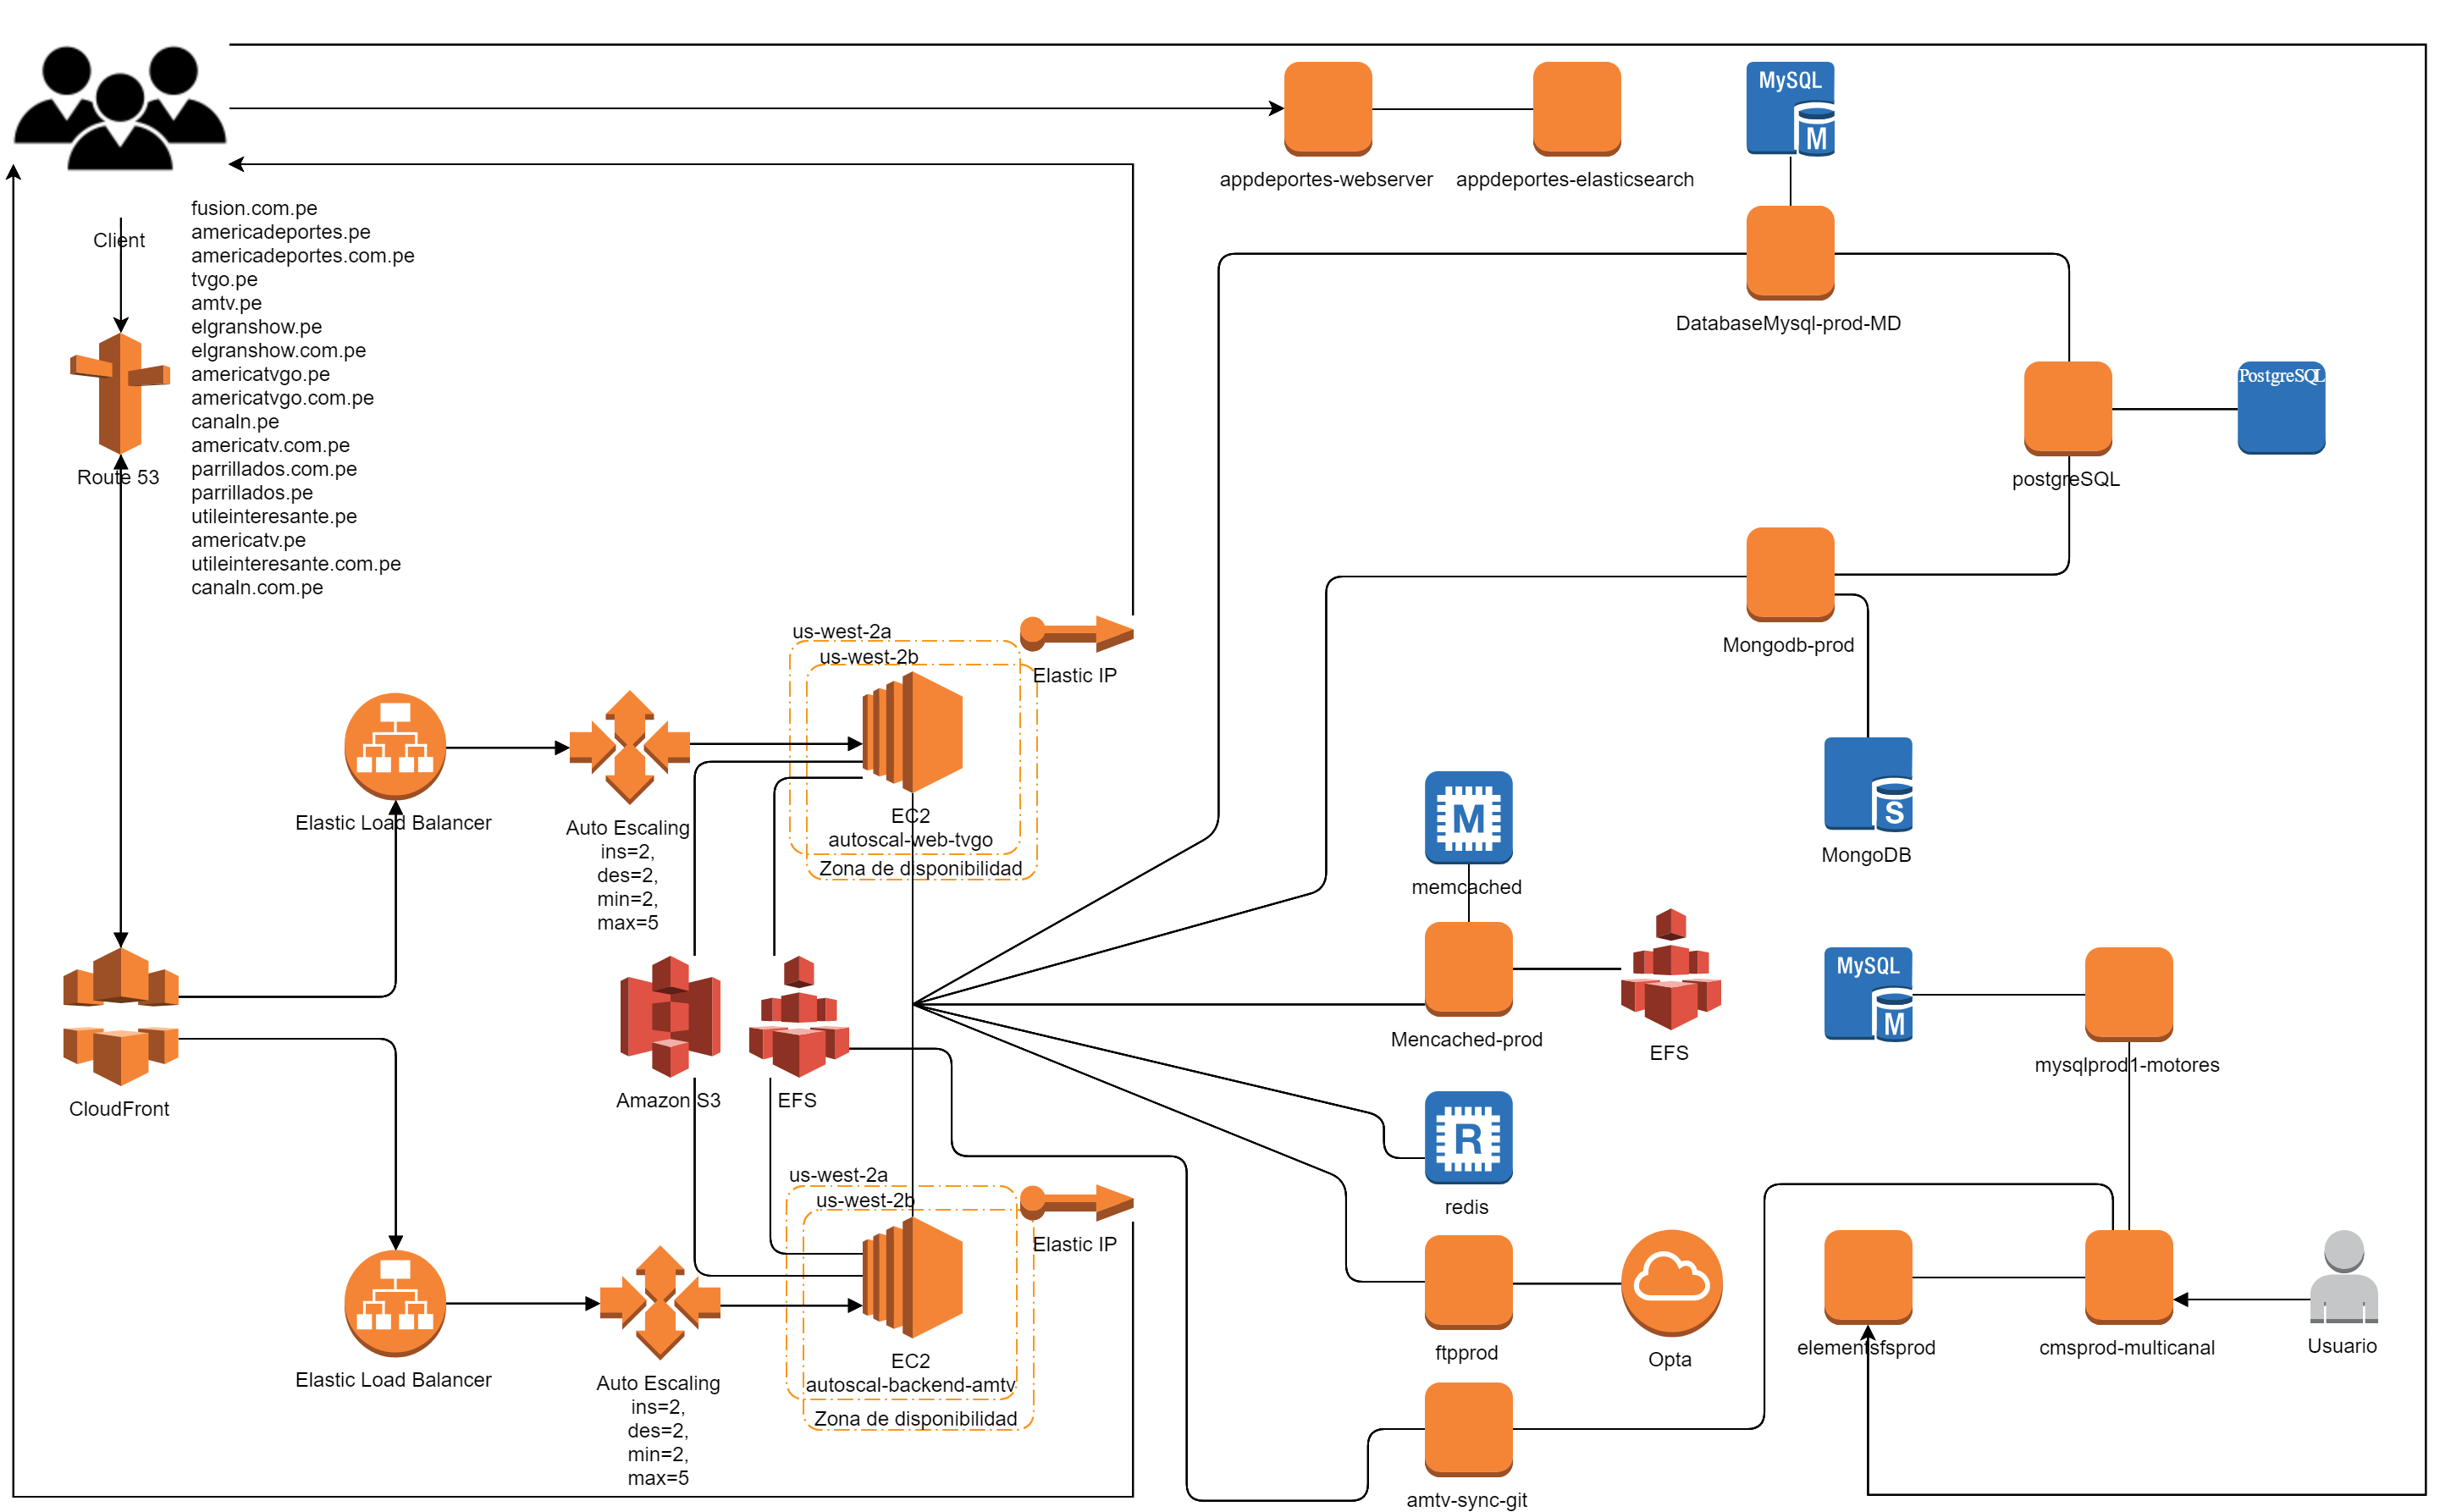 Client
fusion.com.pe
americadeportes.pe
americadeportes.com.pe
tvgo.pe
amtv.pe
elgranshow.pe
elgranshow.com.pe
americatvgo.pe
americatvgo.com.pe
canaln.pe
americatv.com.pe
parrillados.com.pe
parrillados.pe
utileinteresante.pe
americatv.pe
utileinteresante.com.pe
canaln.com.pe
Route 53
CloudFront
Elastic Load Balancer
Auto Escaling
ins=2,
des=2,
min=2,
max=5
us-west-2a
us-west-2b
EC2
autoscal-web-tvgo
Zona de disponibilidad
Elastic IP
Amazon S3
EFS
Elastic Load Balancer
Auto Escaling
ins=2,
des=2,
min=2,
max=5
us-west-2a
us-west-2b
EC2
autoscal-backend-amtv
Zona de disponibilidad
Elastic IP
appdeportes-webserver
appdeportes-elasticsearch
MySQL
M
DatabaseMysql-prod-MD
PostgreSQL
postgreSQL
Mongodb-prod
S
MongoDB
M
memcached
Mencached-prod
EFS
MySQL
M
mysqlprod1-motores
R
redis
ftpprod
Opta
elementsfsprod
cmsprod-multicanal
Usuario
amtv-sync-git